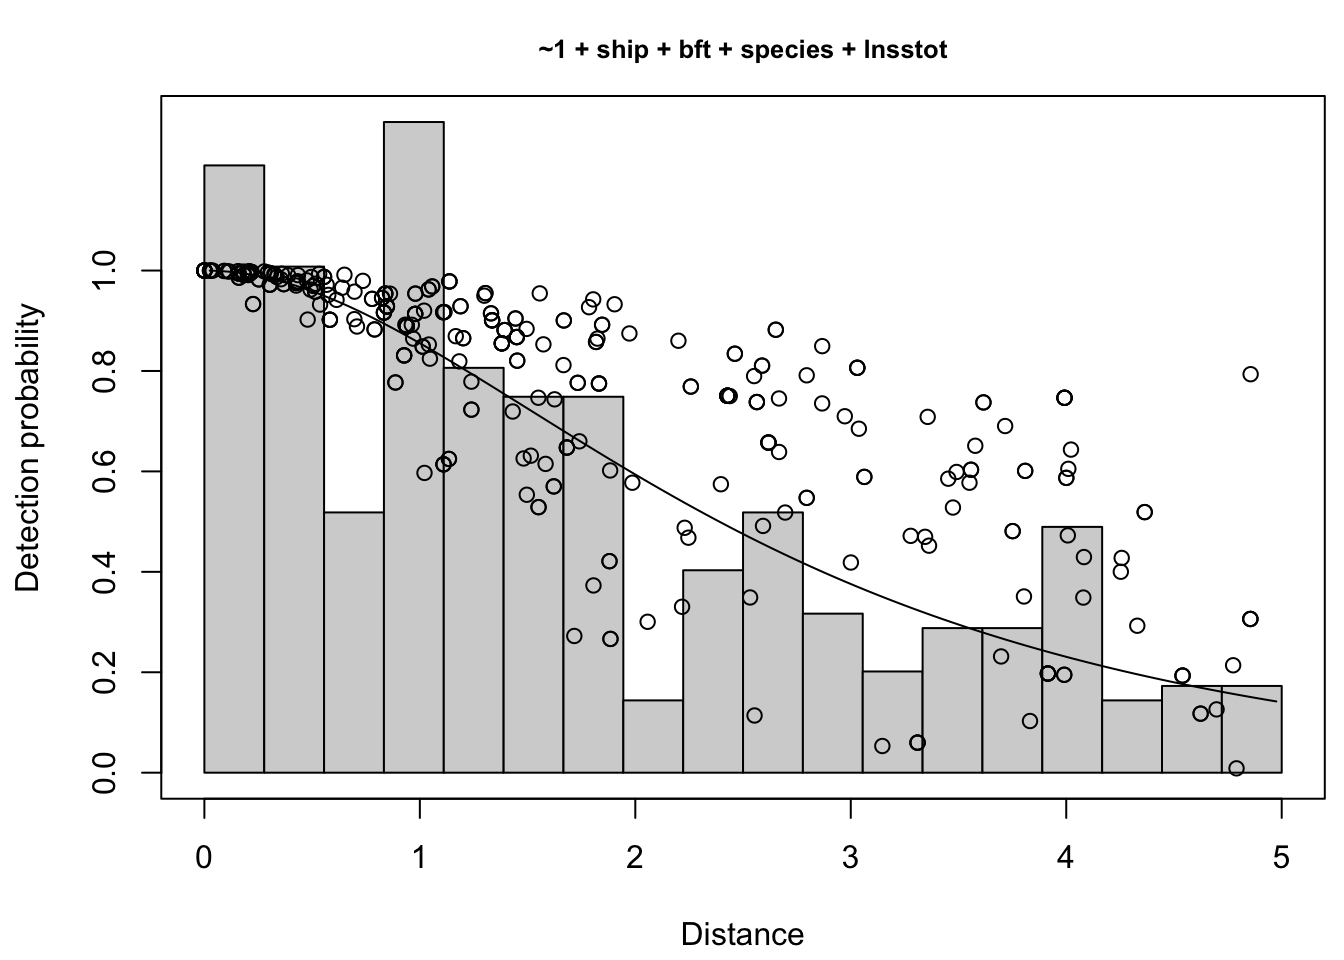 ~1 + ship + bft + species + lnsstot
Detection probability
1.0
0.8
0.6
0.4
0.2
0.0
0 1 2 3 4 5
Distance